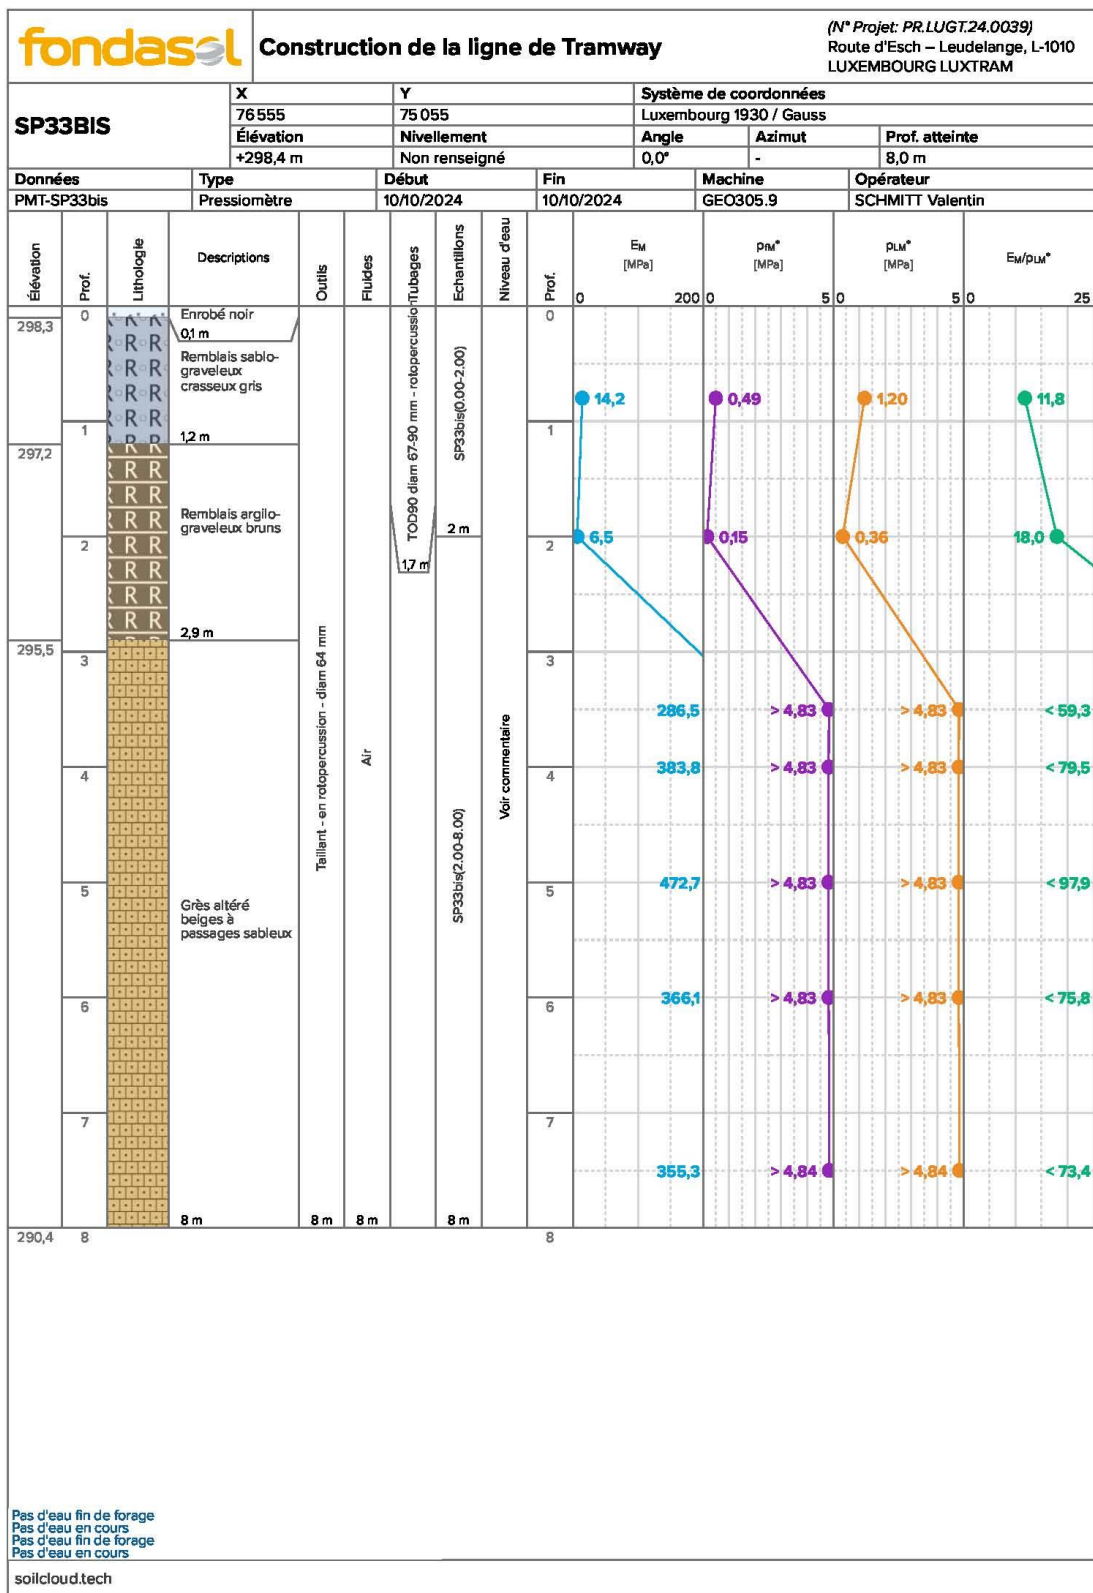 fondasol
Construction de la ligne de Tramway
(N° Projet: PR.LUGT.24.0039)
Route d'Esch – Leudelange, L-1010
LUXEMBOURG LUXTRAM
SP33BIS
X
Y
Système de coordonnées
76 555
75 055
Luxembourg 1930 / Gauss
Élévation
Nivellement
Angle
Azimut
Prof. atteinte
+298,4 m
Non renseigné
0,0°
-
8,0 m
Données
Type
Début
Fin
Machine
Opérateur
PMT-SP33bis
Pressiomètre
10/10/2024
10/10/2024
GEO305.9
SCHMITT Valentin
Élévation
Prof.
Lithologie
Descriptions
Outils
Fluides
Tubages
Echantillons
Niveau d'eau
Prof.
EM
[MPa]
pfM*
[MPa]
pLM*
[MPa]
EM/pLM*
0
200
0
5
0
5
0
25
298,3
297,2
295,5
290,4
0
1
2
3
4
5
6
7
8
Enrobé noir
0,1 m
Remblais sablo-
graveleux
crasseux gris
1,2 m
Remblais argilo-
graveleux bruns
2,9 m
Grès altéré
beiges à
passages sableux
8 m
Taillant - en rotopercussion - diam 64 mm
8 m
Air
8 m
TOD90 diam 67-90 mm - rotopercussio
1,7 m
SP33bis(0.00-2.00)
2 m
SP33bis(2.00-8.00)
8 m
Voir commentaire
0
1
2
3
4
5
6
7
8
14,2
0,49
1,20
11,8
6,5
0,15
0,36
18,0
286,5
> 4,83
> 4,83
< 59,3
383,8
> 4,83
> 4,83
< 79,5
472,7
> 4,83
> 4,83
< 97,9
366,1
> 4,83
> 4,83
< 75,8
355,3
> 4,84
> 4,84
< 73,4
Pas d'eau fin de forage
Pas d'eau en cours
Pas d'eau fin de forage
Pas d'eau en cours
soilcloud.tech